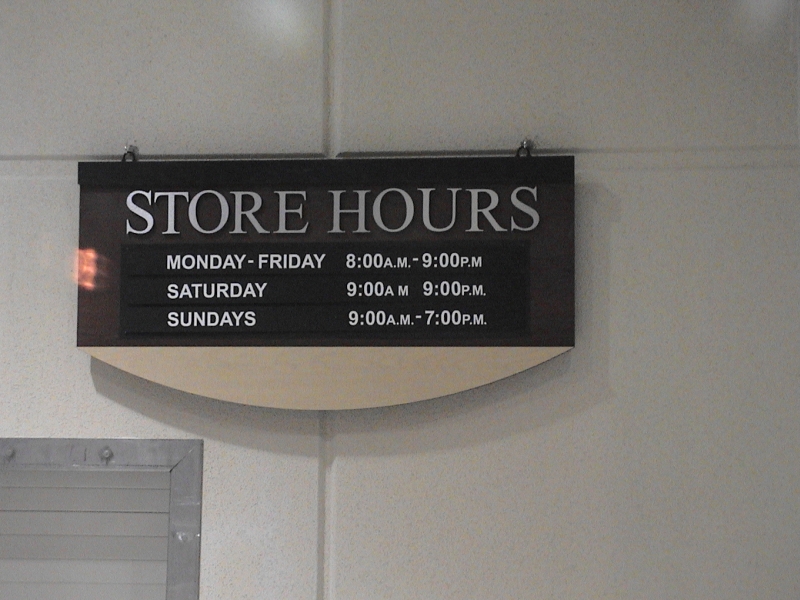 STORE HOURS
MONDAY-FRIDAY 8:00A.M.-9:00P.M
SATURDAY 9:00A M 9:00P.M.
SUNDAYS 9:00A.M.-7:00P.M.